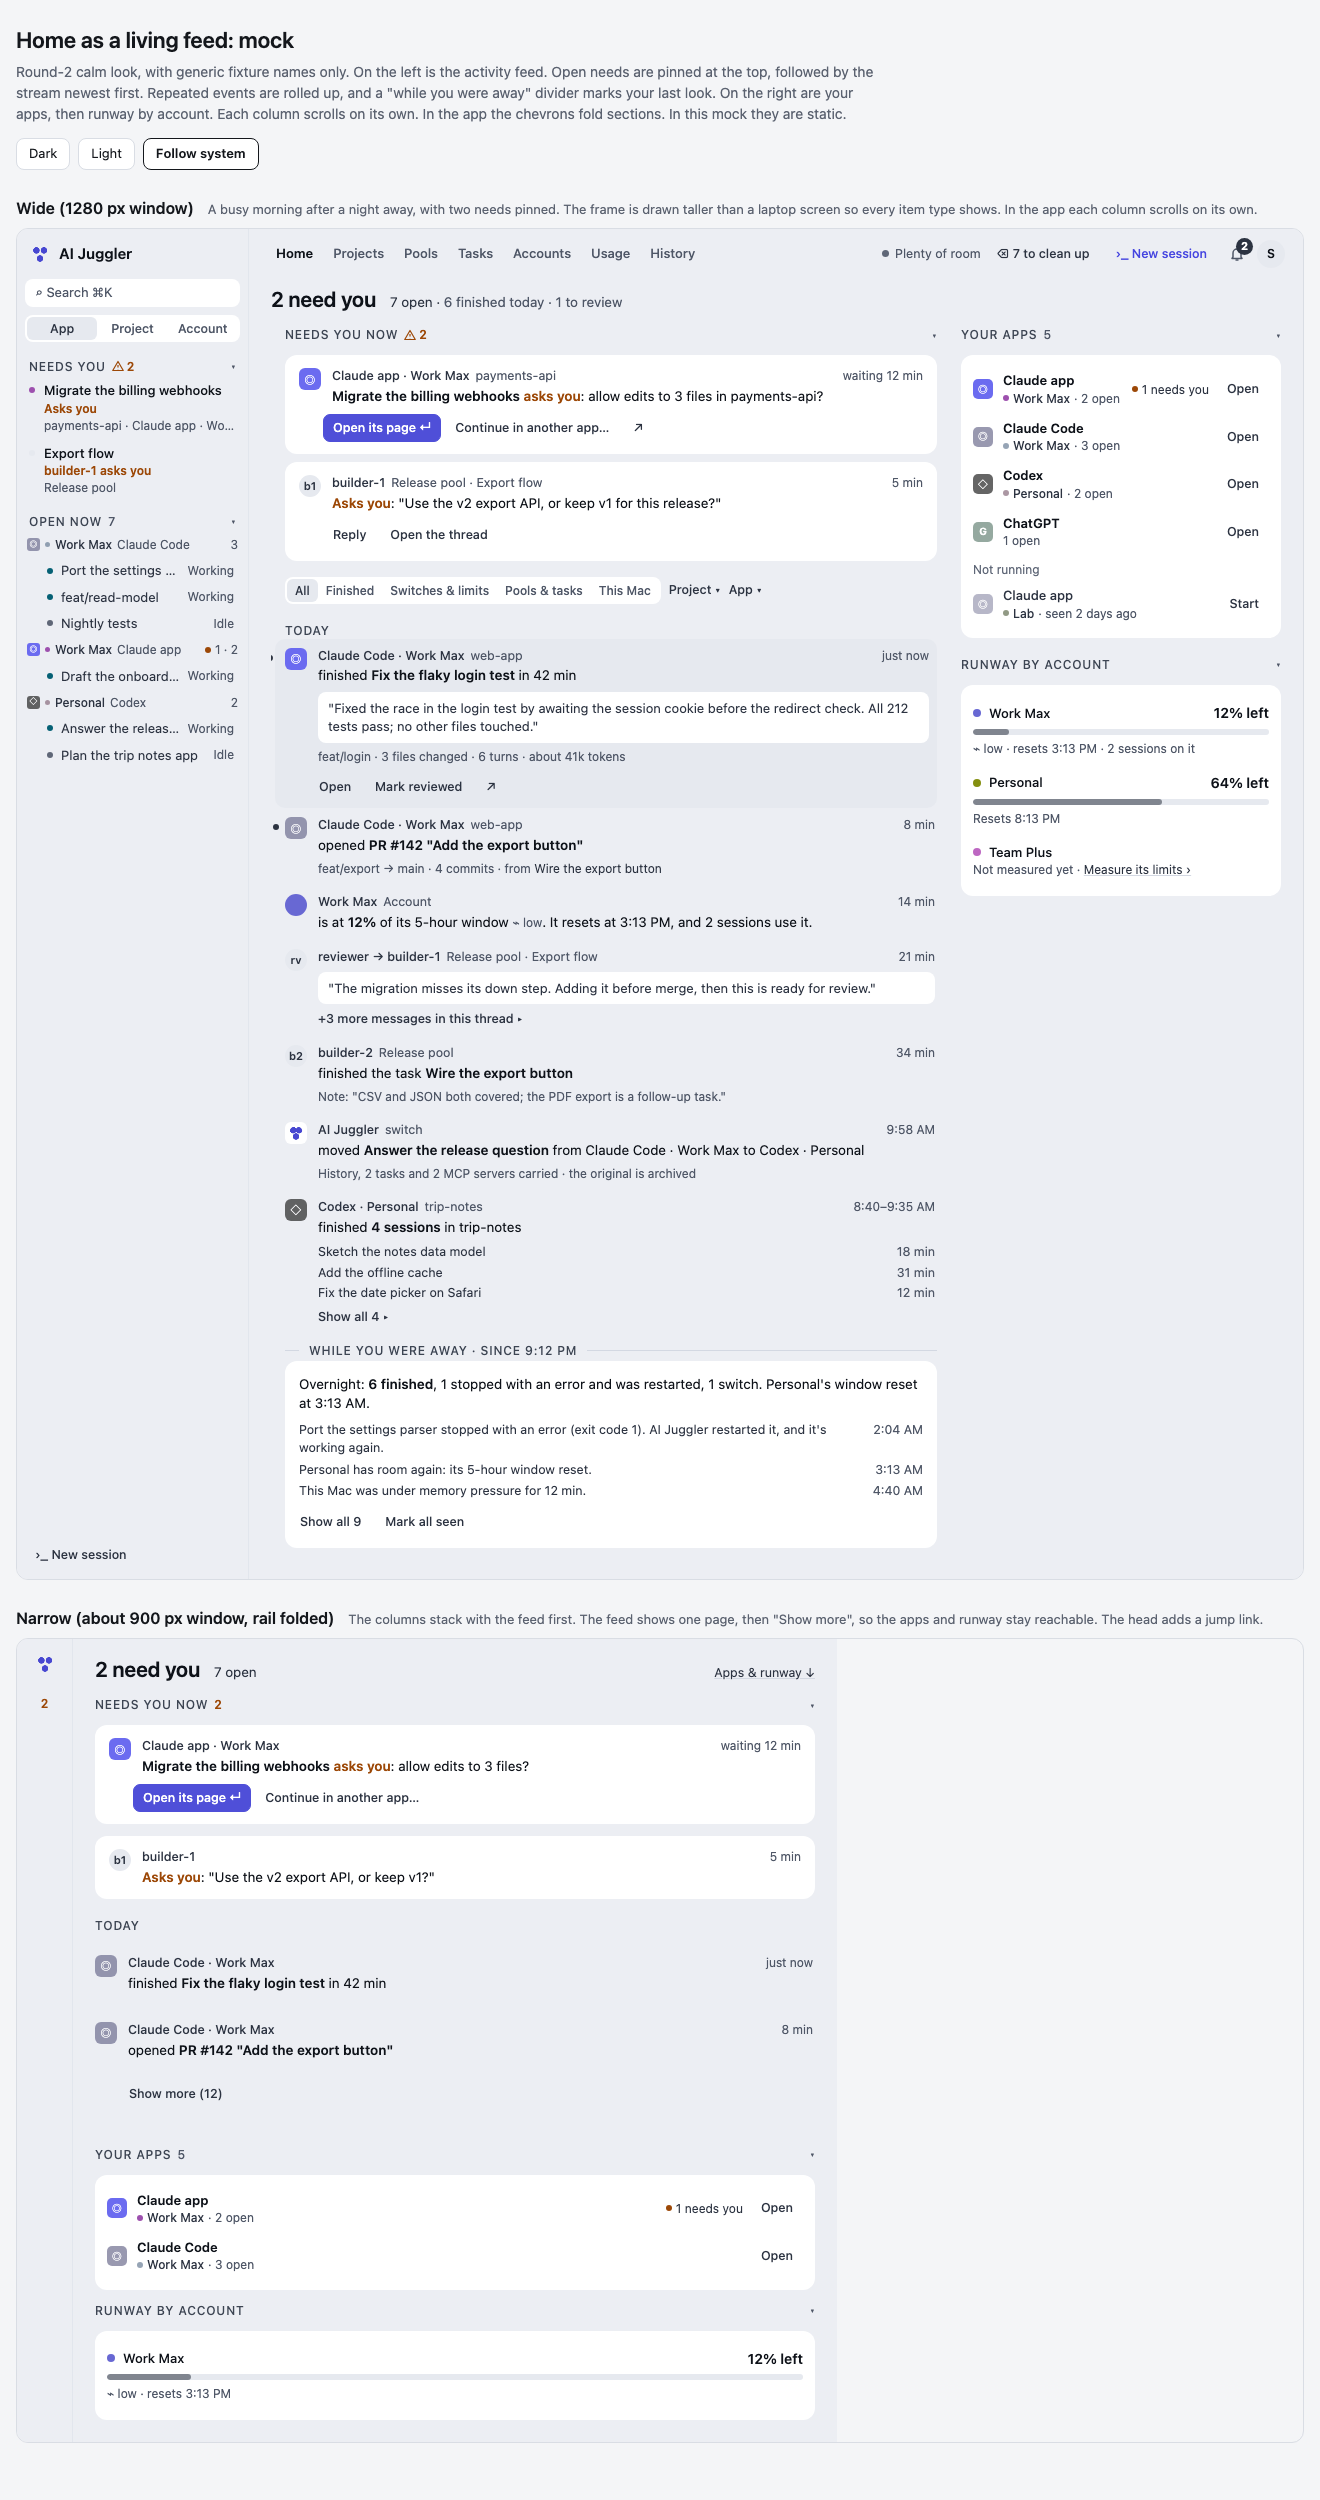 Home as a living feed: mock
Round-2 calm look, with generic fixture names only. On the left is the activity feed. Open needs are pinned at the top, followed by the
stream newest first. Repeated events are rolled up, and a "while you were away" divider marks your last look. On the right are your
apps, then runway by account. Each column scrolls on its own. In the app the chevrons fold sections. In this mock they are static.
Dark
Light
Follow system
Wide (1280 px window) A busy morning after a night away, with two needs pinned. The frame is drawn taller than a laptop screen so every item type shows. In the app each column scrolls on its own.
AI Juggler
Search ⌘K
App Project Account
NEEDS YOU 2
Migrate the billing webhooks
Asks you
payments-api · Claude app · Wo...
Export flow
builder-1 asks you
Release pool
OPEN NOW 7
Work Max Claude Code 3
Port the settings ... Working
feat/read-model Working
Nightly tests Idle
Work Max Claude app 1 · 2
Draft the onboard... Working
Personal Codex 2
Answer the releas... Working
Plan the trip notes app Idle
›_ New session
Home Projects Pools Tasks Accounts Usage History
Plenty of room 7 to clean up ›_ New session 2 S
2 need you 7 open · 6 finished today · 1 to review
NEEDS YOU NOW 2
Claude app · Work Max payments-api waiting 12 min
Migrate the billing webhooks asks you: allow edits to 3 files in payments-api?
Open its page ↵ Continue in another app... ↗
b1 builder-1 Release pool · Export flow 5 min
Asks you: "Use the v2 export API, or keep v1 for this release?"
Reply Open the thread
All Finished Switches & limits Pools & tasks This Mac Project ▾ App ▾
TODAY
Claude Code · Work Max web-app just now
finished Fix the flaky login test in 42 min
"Fixed the race in the login test by awaiting the session cookie before the redirect check. All 212
tests pass; no other files touched."
feat/login · 3 files changed · 6 turns · about 41k tokens
Open Mark reviewed ↗
Claude Code · Work Max web-app 8 min
opened PR #142 "Add the export button"
feat/export → main · 4 commits · from Wire the export button
Work Max Account 14 min
is at 12% of its 5-hour window ⌁ low. It resets at 3:13 PM, and 2 sessions use it.
rv reviewer → builder-1 Release pool · Export flow 21 min
"The migration misses its down step. Adding it before merge, then this is ready for review."
+3 more messages in this thread ▸
b2 builder-2 Release pool 34 min
finished the task Wire the export button
Note: "CSV and JSON both covered; the PDF export is a follow-up task."
AI Juggler switch 9:58 AM
moved Answer the release question from Claude Code · Work Max to Codex · Personal
History, 2 tasks and 2 MCP servers carried · the original is archived
Codex · Personal trip-notes 8:40–9:35 AM
finished 4 sessions in trip-notes
Sketch the notes data model 18 min
Add the offline cache 31 min
Fix the date picker on Safari 12 min
Show all 4 ▸
WHILE YOU WERE AWAY · SINCE 9:12 PM
Overnight: 6 finished, 1 stopped with an error and was restarted, 1 switch. Personal's window reset
at 3:13 AM.
Port the settings parser stopped with an error (exit code 1). AI Juggler restarted it, and it's 2:04 AM
working again.
Personal has room again: its 5-hour window reset. 3:13 AM
This Mac was under memory pressure for 12 min. 4:40 AM
Show all 9 Mark all seen
YOUR APPS 5
Claude app
Work Max · 2 open 1 needs you Open
Claude Code
Work Max · 3 open Open
Codex
Personal · 2 open Open
G ChatGPT
1 open Open
Not running
Claude app
Lab · seen 2 days ago Start
RUNWAY BY ACCOUNT
Work Max 12% left
⌁ low · resets 3:13 PM · 2 sessions on it
Personal 64% left
Resets 8:13 PM
Team Plus
Not measured yet · Measure its limits ›
Narrow (about 900 px window, rail folded) The columns stack with the feed first. The feed shows one page, then "Show more", so the apps and runway stay reachable. The head adds a jump link.
2
2 need you 7 open Apps & runway ↓
NEEDS YOU NOW 2
Claude app · Work Max waiting 12 min
Migrate the billing webhooks asks you: allow edits to 3 files?
Open its page ↵ Continue in another app...
b1 builder-1 5 min
Asks you: "Use the v2 export API, or keep v1?"
TODAY
Claude Code · Work Max just now
finished Fix the flaky login test in 42 min
Claude Code · Work Max 8 min
opened PR #142 "Add the export button"
Show more (12)
YOUR APPS 5
Claude app
Work Max · 2 open 1 needs you Open
Claude Code
Work Max · 3 open Open
RUNWAY BY ACCOUNT
Work Max 12% left
⌁ low · resets 3:13 PM